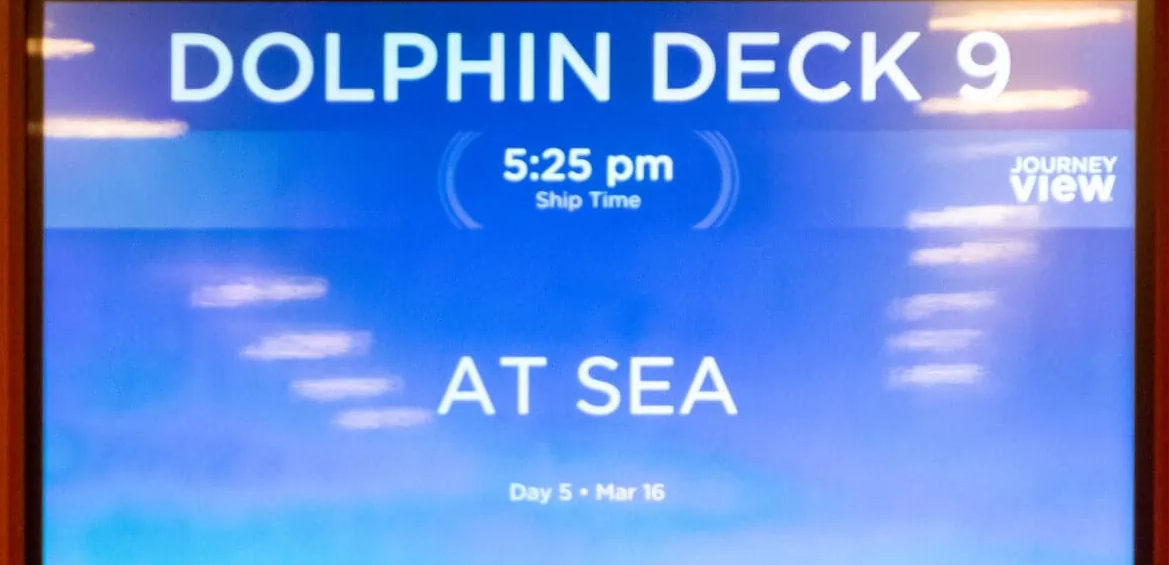 DOLPHIN DECK 9
5:25 pm
Ship Time
JOURNEY
view
AT SEA
Day 5 • Mar 16